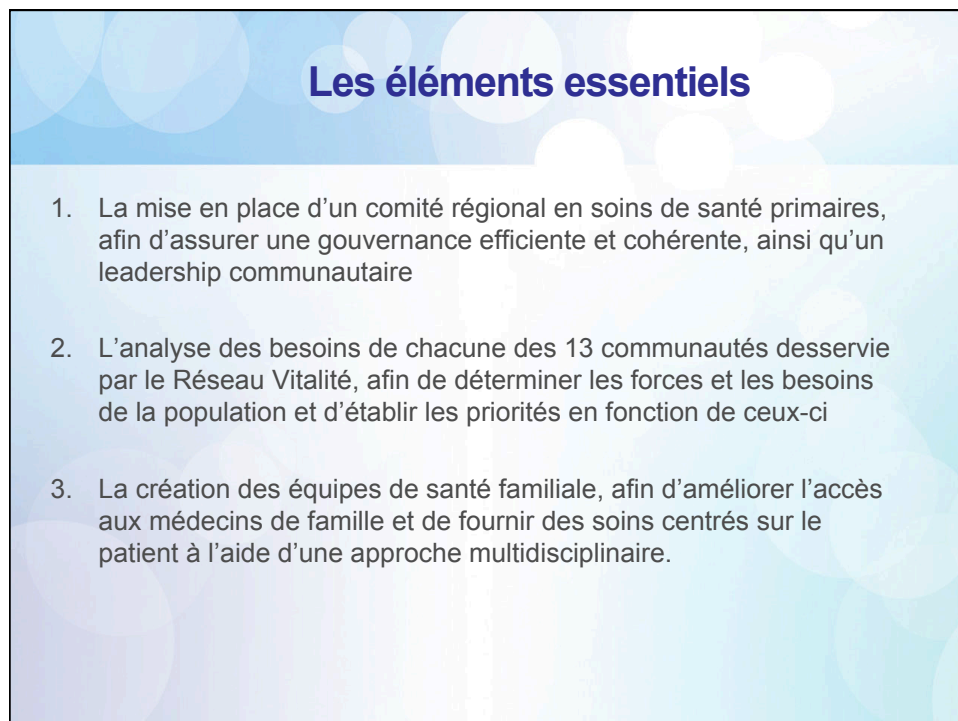 Les éléments essentiels
1. La mise en place d’un comité régional en soins de santé primaires,
afin d’assurer une gouvernance efficiente et cohérente, ainsi qu’un
leadership communautaire
2. L’analyse des besoins de chacune des 13 communautés desservie
par le Réseau Vitalité, afin de déterminer les forces et les besoins
de la population et d’établir les priorités en fonction de ceux-ci
3. La création des équipes de santé familiale, afin d’améliorer l’accès
aux médecins de famille et de fournir des soins centrés sur le
patient à l’aide d’une approche multidisciplinaire.